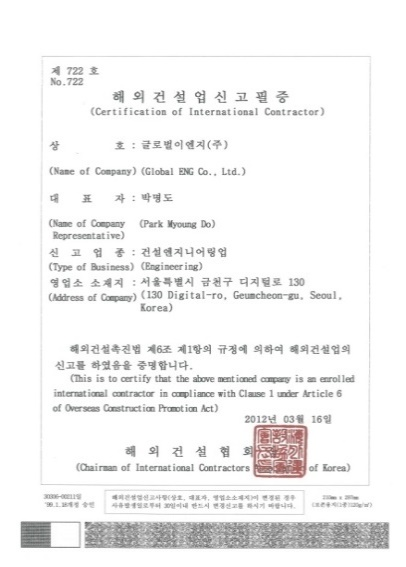 제 722 호
No.722
해외건설업신고필증
(Certification of International Contractor)
상 호 : 글로벌이엔지(주)
(Name of Company) (Global ENG Co., Ltd.)
대 표 자 : 박명도
(Name of Company (Park Myoung Do)
Representative)
신 고 업 종 : 건설엔지니어링업
(Type of Business) (Engineering)
영업소 소재지 : 서울특별시 금천구 디지털로 130
(Address of Company) (130 Digital-ro, Geumcheon-gu, Seoul,
Korea)
해외건설촉진법 제6조 제1항의 규정에 의하여 해외건설업의
신고를 하였음을 증명합니다.
(This is to certify that the above mentioned company is an enrolled
international contractor in compliance with Clause 1 under Article 6
of Overseas Construction Promotion Act)
2012년 03월 16일
해 외 건 설 협 회
(Chairman of International Contractors of Korea)
30306-00212일
'99.1.18개정 승인
해외건설업신고사항(상호, 대표자, 영업소소재지)이 변경된 경우
사유발생일로부터 30일이내 반드시 변경신고를 하시기 바랍니다.
210mm x 297mm
(보존용지(1종)120g/㎡)